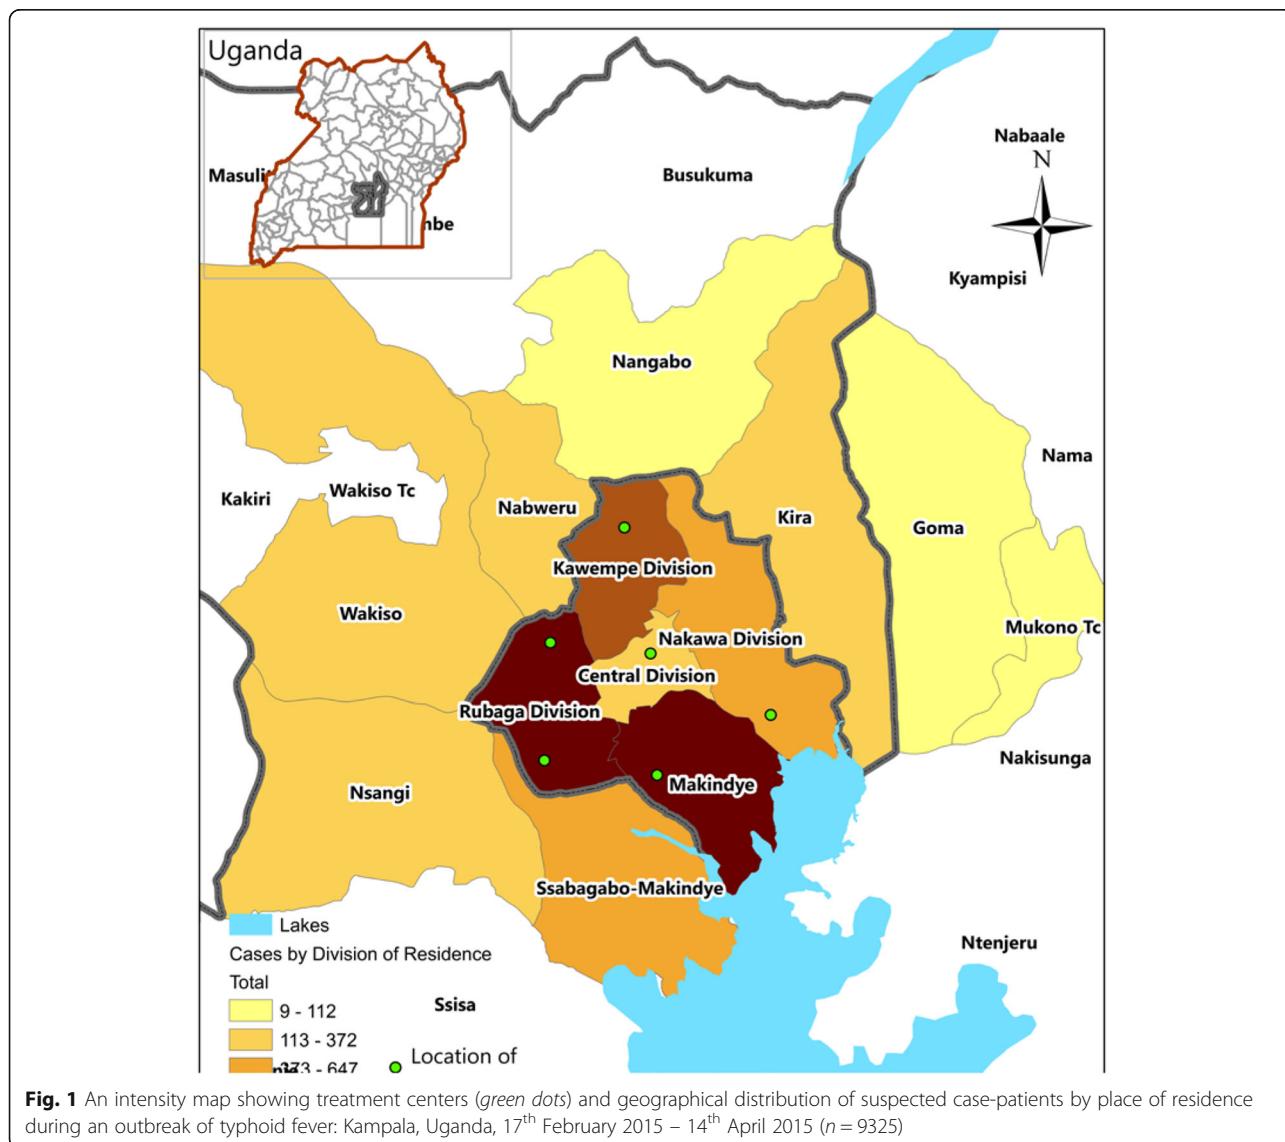 Uganda
Masuli
nbe
Busukuma
Nabaale
N
Kyampisi
Nangabo
Nama
Kakiri
Wakiso Tc
Nabweru
Kira
Goma
Kawempe Division
Wakiso
Nakawa Division
Mukono Tc
Central Division
Rubaga Division
Nakisunga
Makindye
Nsangi
Ssabagabo-Makindye
Ntenjeru
Lakes
Cases by Division of Residence
Total
9 - 112
113 - 372
373 - 647
Ssisa
Location of
Fig. 1 An intensity map showing treatment centers (green dots) and geographical distribution of suspected case-patients by place of residence
during an outbreak of typhoid fever: Kampala, Uganda, 17th February 2015 – 14th April 2015 (n = 9325)